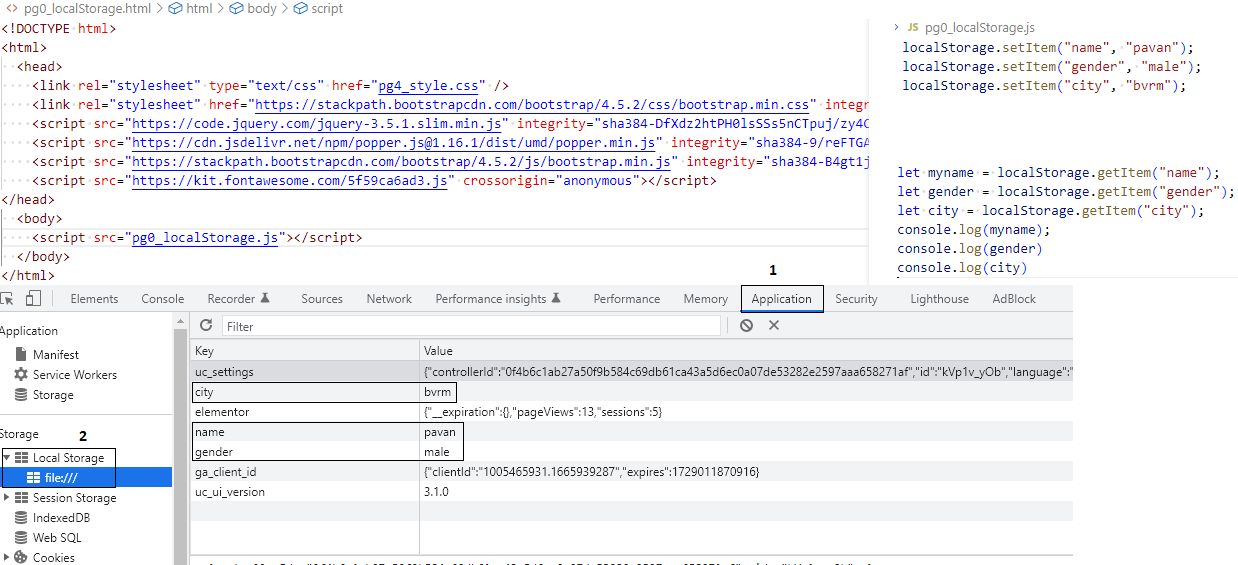 <> pg0_localStorage.html > html > body > script
<!DOCTYPE html>
<html>
<head>
<link rel="stylesheet" type="text/css" href="pg4_style.css" />
<link rel="stylesheet" href="https://stackpath.bootstrapcdn.com/bootstrap/4.5.2/css/bootstrap.min.css" integr
<script src="https://code.jquery.com/jquery-3.5.1.slim.min.js" integrity="sha384-DfXdz2htPH0lsSSs5nCTpuj/zy4C
<script src="https://cdn.jsdelivr.net/npm/popper.js@1.16.1/dist/umd/popper.min.js" integrity="sha384-9/reFTGA
<script src="https://stackpath.bootstrapcdn.com/bootstrap/4.5.2/js/bootstrap.min.js" integrity="sha384-B4gt1j
<script src="https://kit.fontawesome.com/5f59ca6ad3.js" crossorigin="anonymous"></script>
</head>
<body>
<script src="pg0_localStorage.js"></script>
</body>
</html>
> JS pg0_localStorage.js
localStorage.setItem("name", "pavan");
localStorage.setItem("gender", "male");
localStorage.setItem("city", "bvrm");
let myname = localStorage.getItem("name");
let gender = localStorage.getItem("gender");
let city = localStorage.getItem("city");
console.log(myname);
console.log(gender)
console.log(city)
1
Elements Console Recorder Sources Network Performance insights Performance Memory Application Security Lighthouse AdBlock
Application
Manifest
Service Workers
Storage
Storage 2
Local Storage
file:///
Session Storage
IndexedDB
Web SQL
Cookies
Filter
Key Value
uc_settings {"controllerId":"0f4b6c1ab27a50f9b584c69db61ca43a5d6ec0a07de53282e2597aaa658271af","id":"kVp1v_yOb","language":"
city bvrm
elementor {"__expiration":{},"pageViews":13,"sessions":5}
name pavan
gender male
ga_client_id {"clientId":"1005465931.1665939287","expires":1729011870916}
uc_ui_version 3.1.0